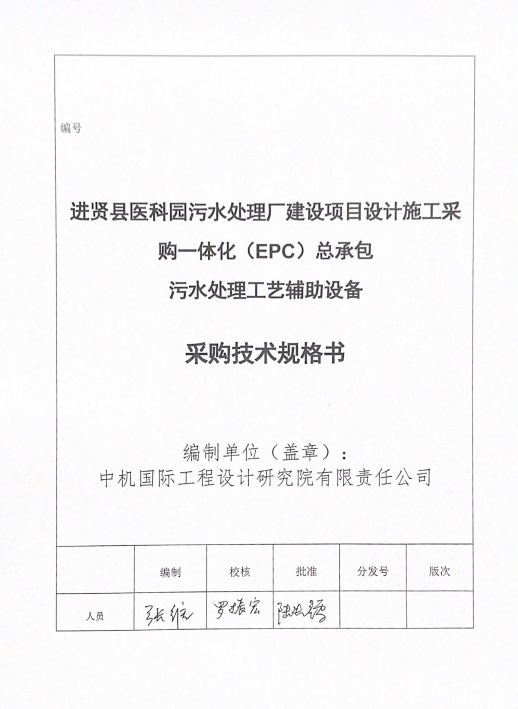 编号
进贤县医科园污水处理厂建设项目设计施工采
购一体化（EPC）总承包
污水处理工艺辅助设备
采购技术规格书
编制单位（盖章）：
中机国际工程设计研究院有限责任公司
编制 校核 批准 分发号 版次
人员 罗振宏